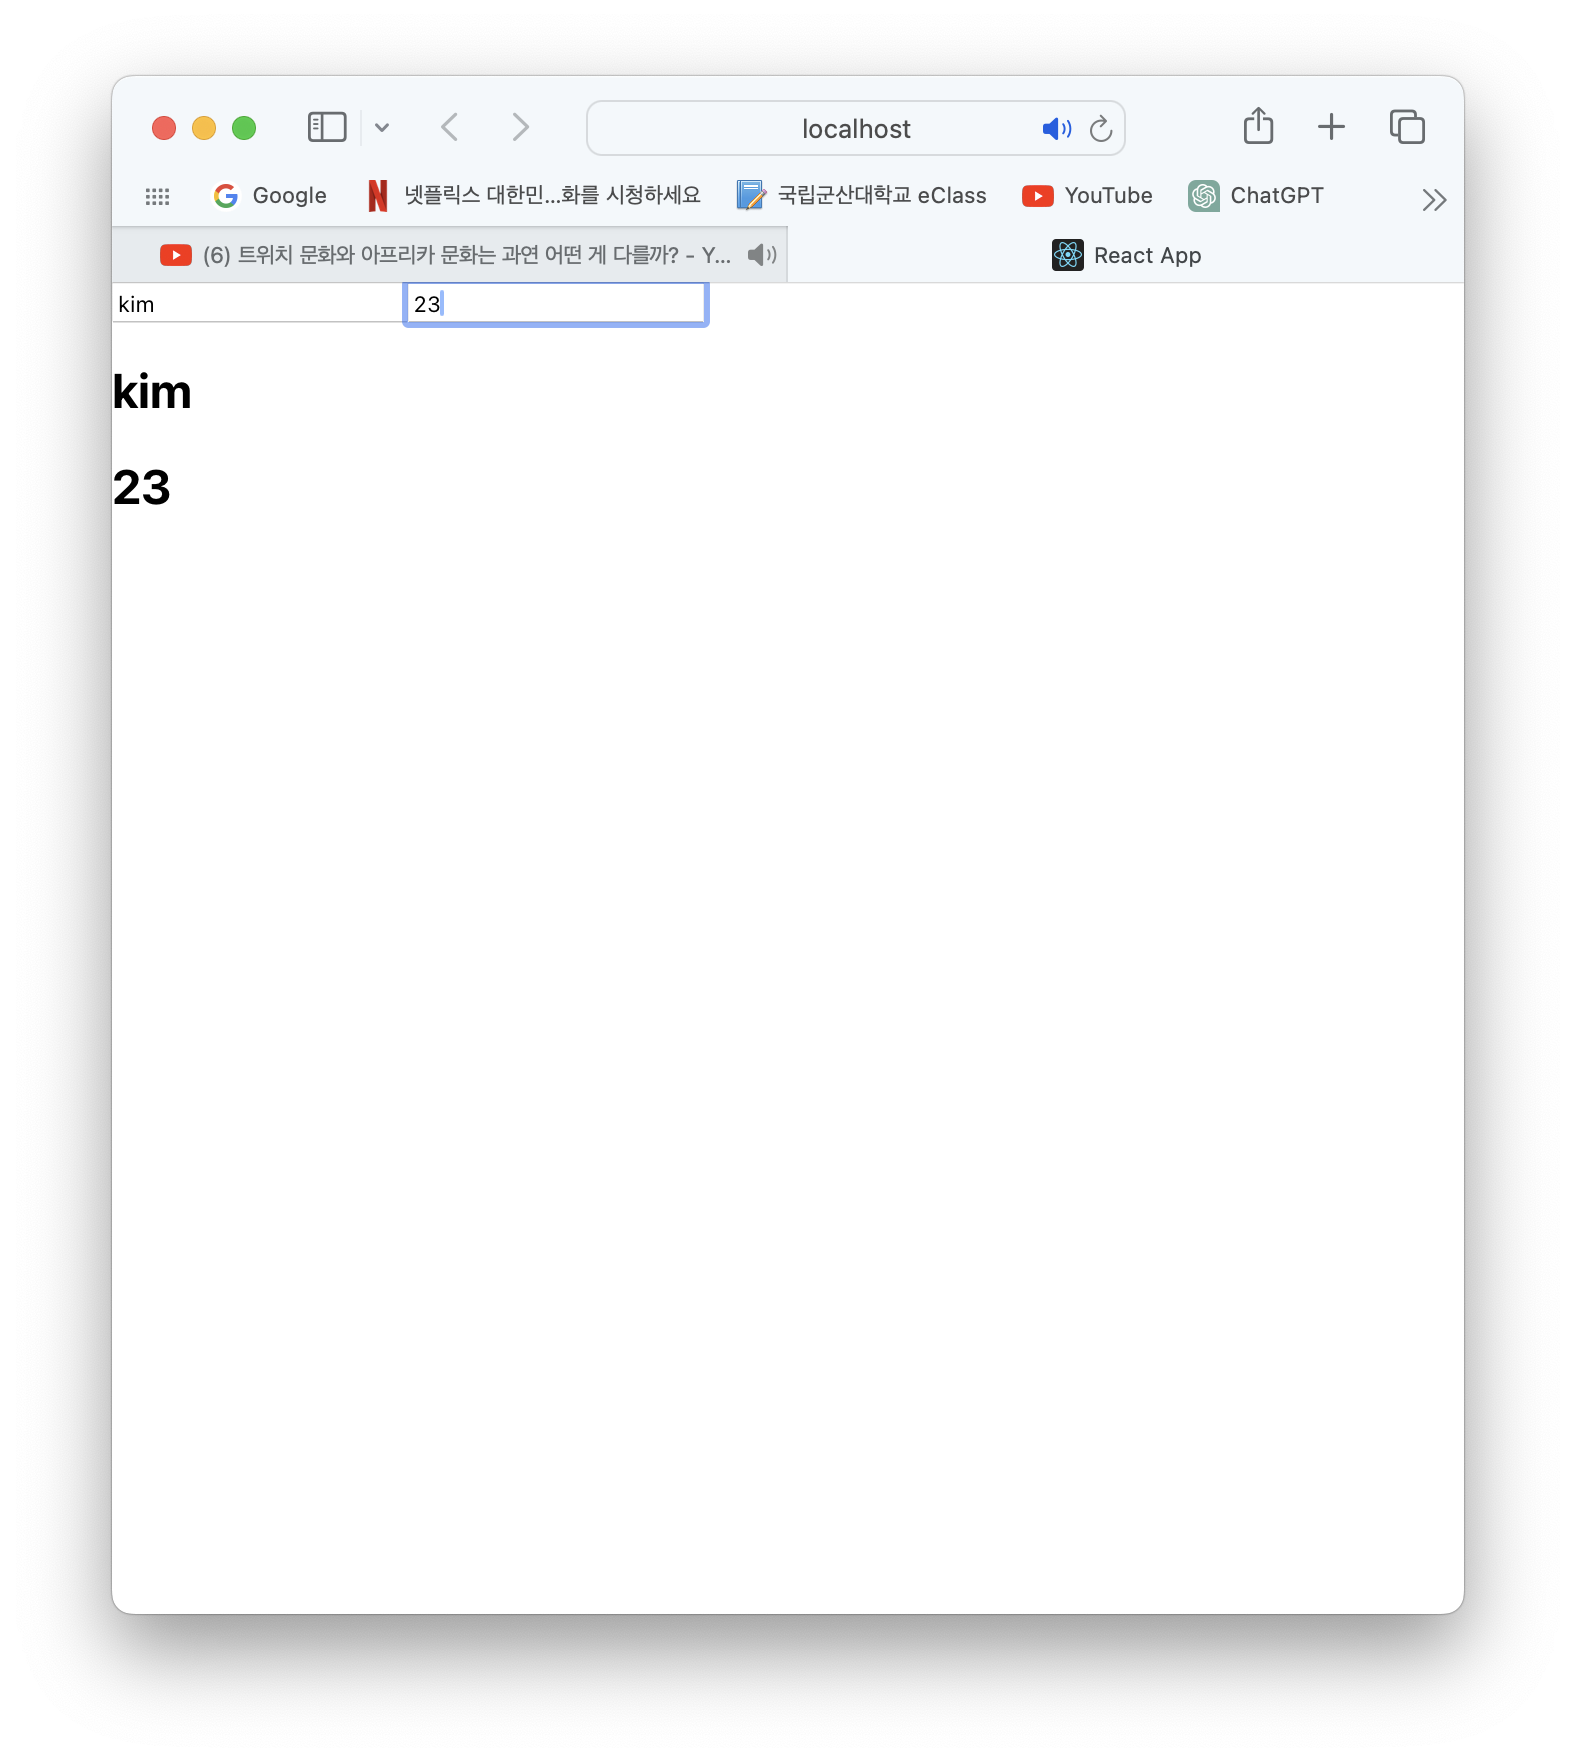 localhost
Google 넷플릭스 대한민...화를 시청하세요 국립군산대학교 eClass YouTube ChatGPT
(6) 트위치 문화와 아프리카 문화는 과연 어떤 게 다를까? - Y... React App
kim 23
kim
23